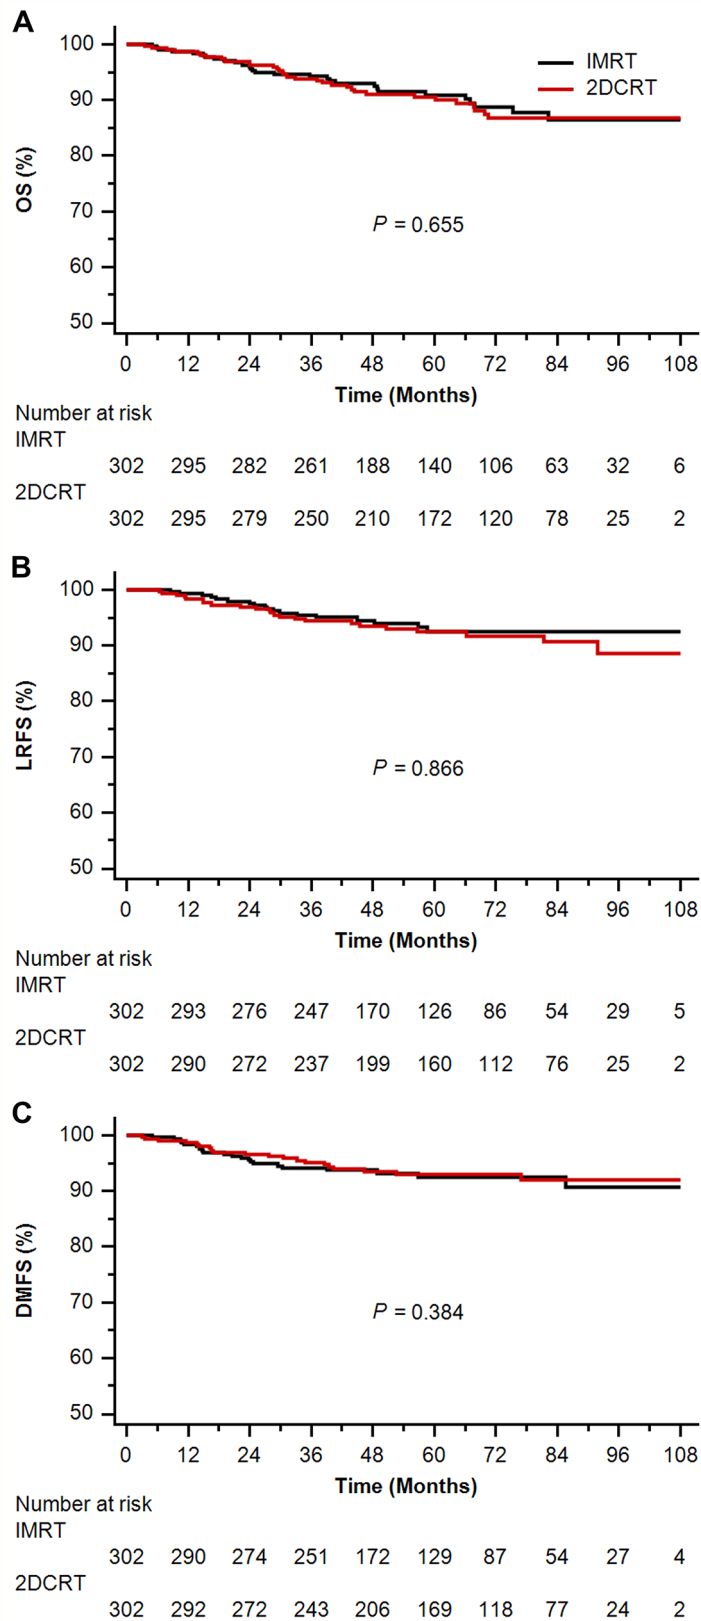 A
100
90
80
70
60
50
OS (%)
IMRT
2DCRT
P = 0.655
0 12 24 36 48 60 72 84 96 108
Time (Months)
Number at risk
IMRT
302 295 282 261 188 140 106 63 32 6
2DCRT
302 295 279 250 210 172 120 78 25 2
B
100
90
80
70
60
50
LRFS (%)
P = 0.866
0 12 24 36 48 60 72 84 96 108
Time (Months)
Number at risk
IMRT
302 293 276 247 170 126 86 54 29 5
2DCRT
302 290 272 237 199 160 112 76 25 2
C
100
90
80
70
60
50
DMFS (%)
P = 0.384
0 12 24 36 48 60 72 84 96 108
Time (Months)
Number at risk
IMRT
302 290 274 251 172 129 87 54 27 4
2DCRT
302 292 272 243 206 169 118 77 24 2